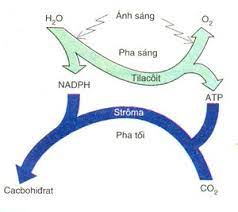 H₂O
Ánh sáng
O₂
Pha sáng
Tilacôit
NADPH
ATP
Strôma
Pha tối
Cacbohiđrat
CO₂